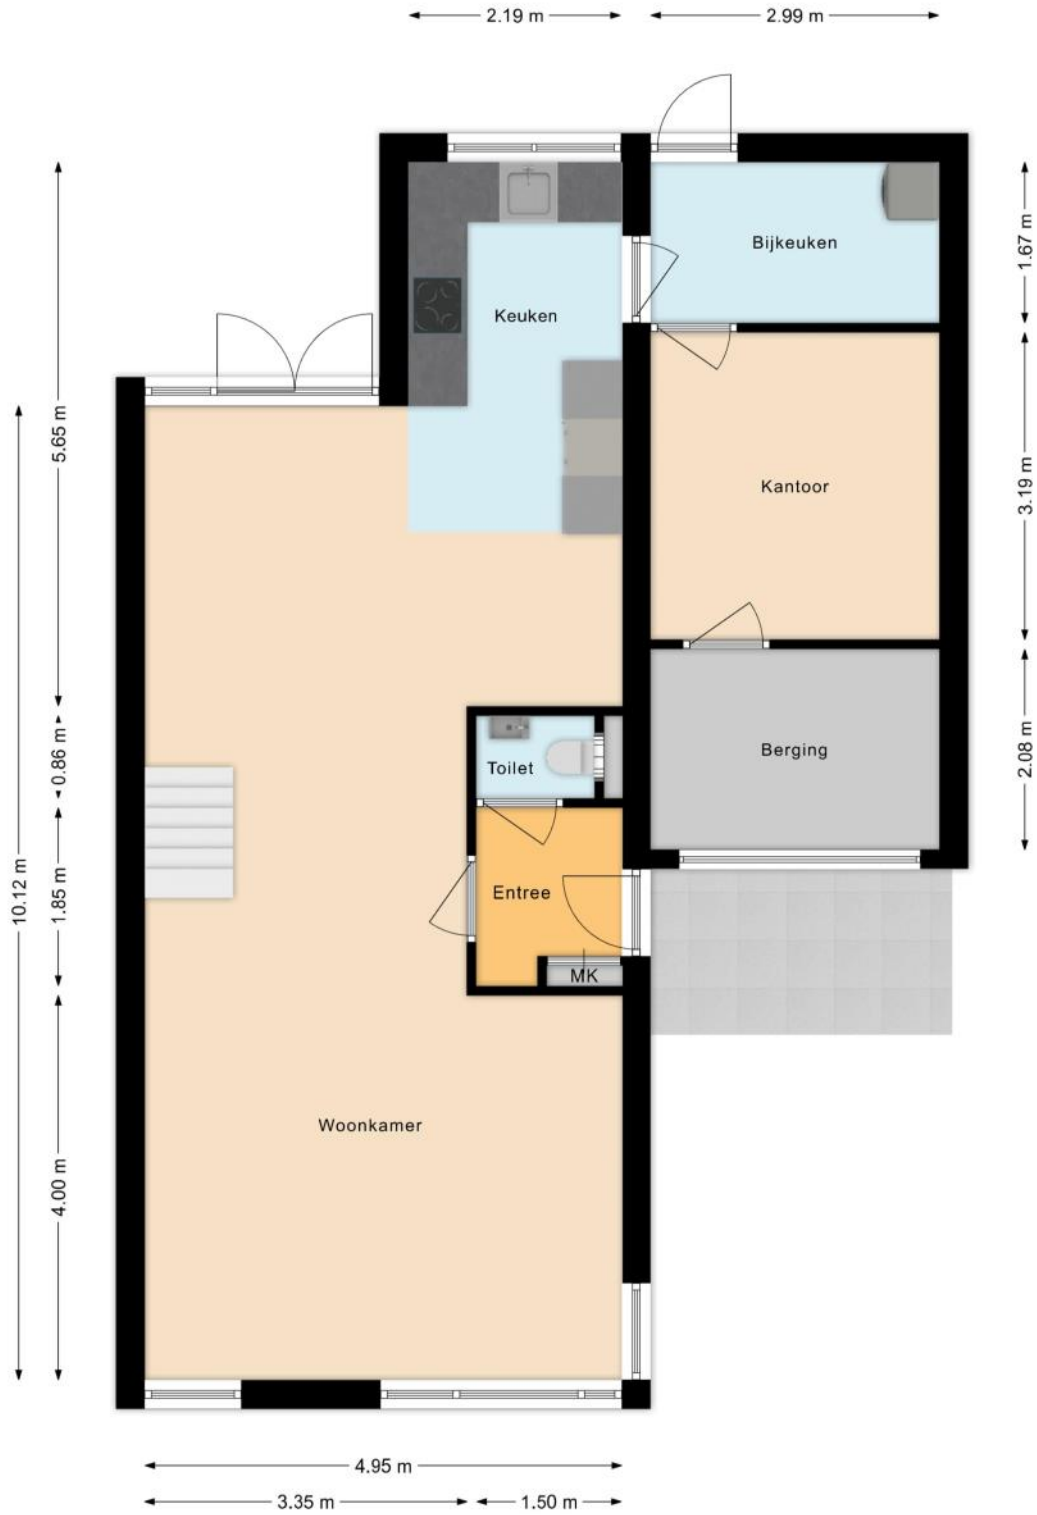 2.19 m
2.99 m
1.67 m
Bijkeuken
Keuken
5.65 m
3.19 m
Kantoor
2.08 m
Berging
0.86 m
Toilet
10.12 m
1.85 m
Entree
MK
Woonkamer
4.00 m
4.95 m
3.35 m
1.50 m